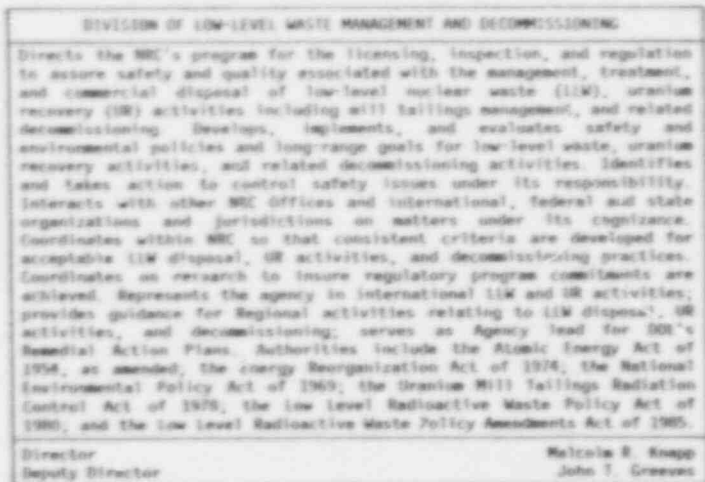 DIVISION OF LOW-LEVEL WASTE MANAGEMENT AND DECOMMISSIONING
Directs the NRC's program for the licensing, inspection, and regulation
to assure safety and quality associated with the management, treatment,
and commercial disposal of low-level nuclear waste (LLW), uranium
recovery (UR) activities including mill tailings management, and related
decommissioning. Develops, implements, and evaluates safety and
environmental policies and long-range goals for low-level waste, uranium
recovery activities, and related decommissioning activities. Identifies
and takes action to control safety issues under its responsibility.
Interacts with other NRC Offices and international, federal aud state
organizations and jurisdictions on matters under its cognizance.
Coordinates within NRC so that consistent criteria are developed for
acceptable LLW disposal, UR activities, and decommissioning practices.
Coordinates on research to insure regulatory program commitments are
achieved. Represents the agency in international LLW and UR activities;
provides guidance for Regional activities relating to LLW disposal, UR
activities, and decommissioning; serves as Agency lead for DOE's
Remedial Action Plans. Authorities include the Atomic Energy Act of
1954, as amended; the energy Reorganization Act of 1974; the National
Environmental Policy Act of 1969; the Uranium Mill Tailings Radiation
Control Act of 1978; the Low Level Radioactive Waste Policy Act of
1980; and the Low Level Radioactive Waste Policy Amendments Act of 1985.
Director Malcolm R. Knapp
Deputy Director John T. Greeves